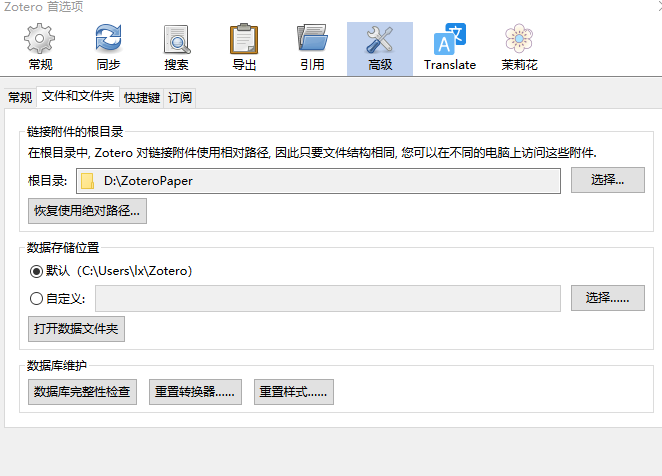 Zotero 首选项
常规 同步 搜索 导出 引用 高级 Translate 茉莉花
常规 文件和文件夹 快捷键 订阅
链接附件的根目录
在根目录中, Zotero 对链接附件使用相对路径, 因此只要文件结构相同, 您可以在不同的电脑上访问这些附件.
根目录: D:\ZoteroPaper 选择...
恢复使用绝对路径...
数据存储位置
默认（C:\Users\lx\Zotero）
自定义: 选择......
打开数据文件夹
数据库维护
数据库完整性检查 重置转换器...... 重置样式......